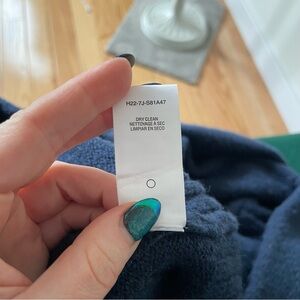 H22-7J-S81A47
DRY CLEAN
NETTOYAGE A SEC
LIMPIAR EN SECO